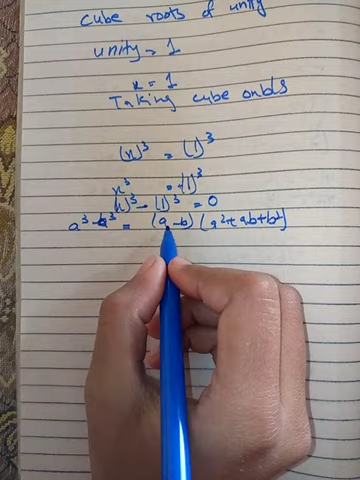 cube roots of unity
unity = 1
x = 1
Taking cube on b/s
(x)³ = (1)³
x³ = (1)³
(x)³ - (1)³ = 0
a³ - b³ = (a - b) (a² + ab + b²)